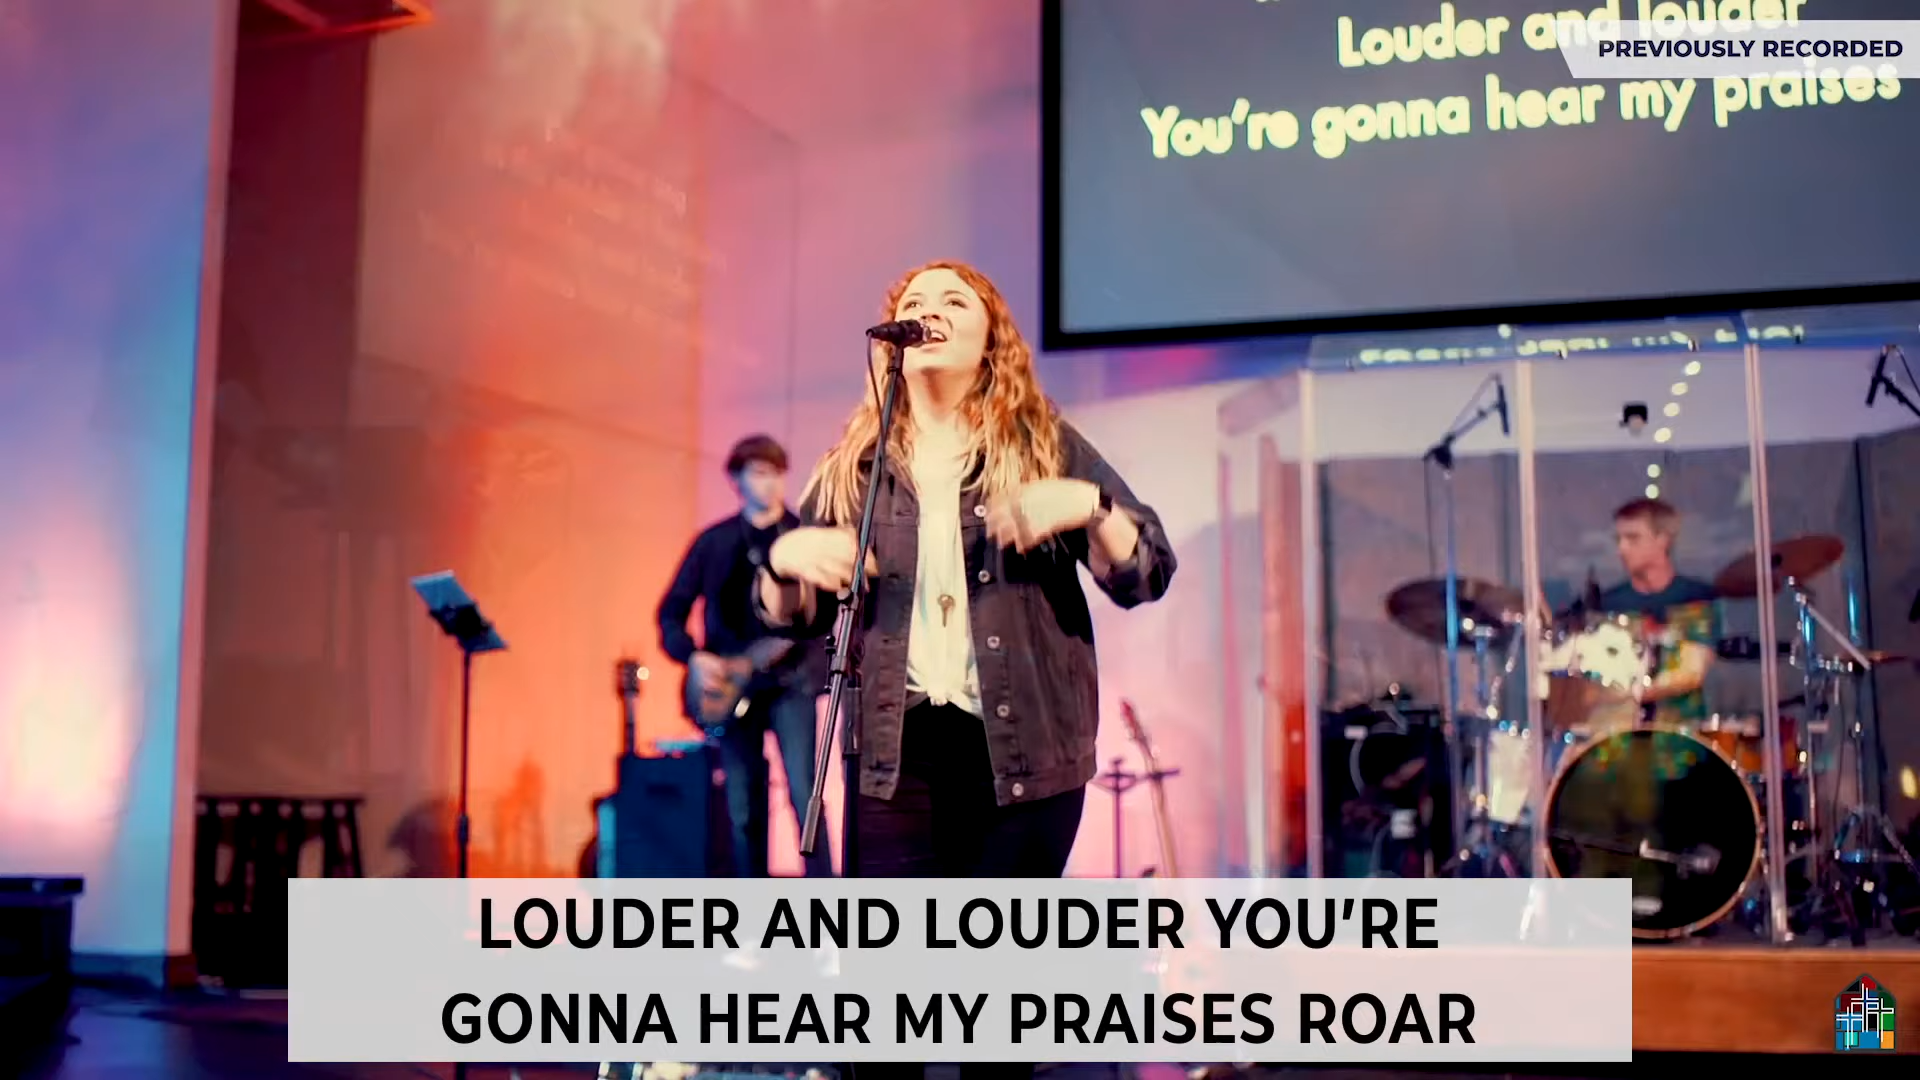 Louder and louder
PREVIOUSLY RECORDED
You're gonna hear my praises
LOUDER AND LOUDER YOU'RE
GONNA HEAR MY PRAISES ROAR